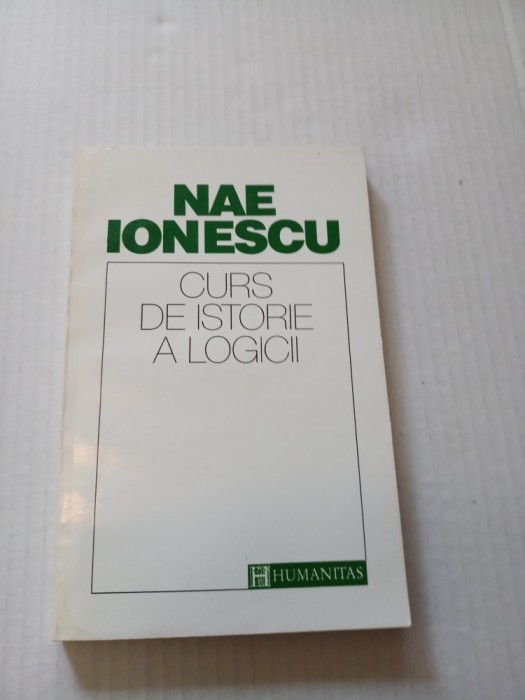 NAE
IONESCU
CURS
DE ISTORIE
A LOGICII
HUMANITAS